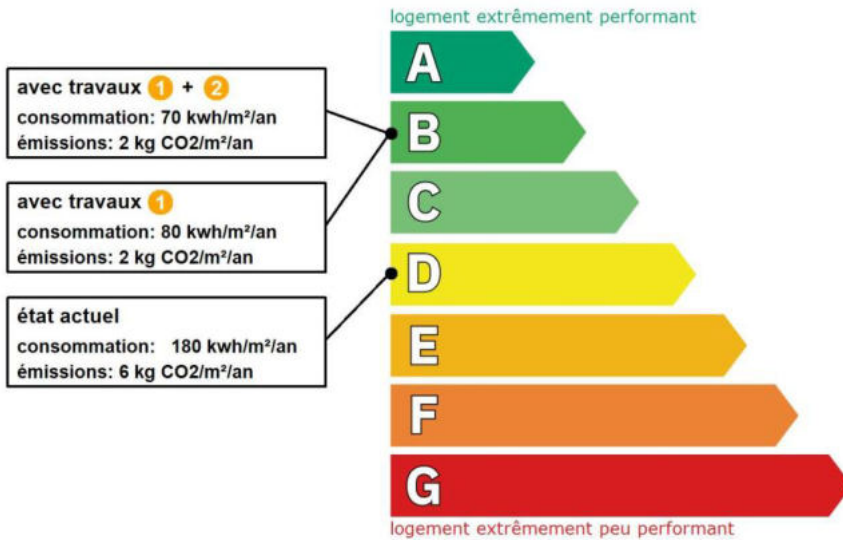 logement extrêmement performant
A
avec travaux 1 + 2
consommation: 70 kwh/m²/an
émissions: 2 kg CO2/m²/an
B
avec travaux 1
consommation: 80 kwh/m²/an
émissions: 2 kg CO2/m²/an
C
D
état actuel
consommation: 180 kwh/m²/an
émissions: 6 kg CO2/m²/an
E
F
G
logement extrêmement peu performant